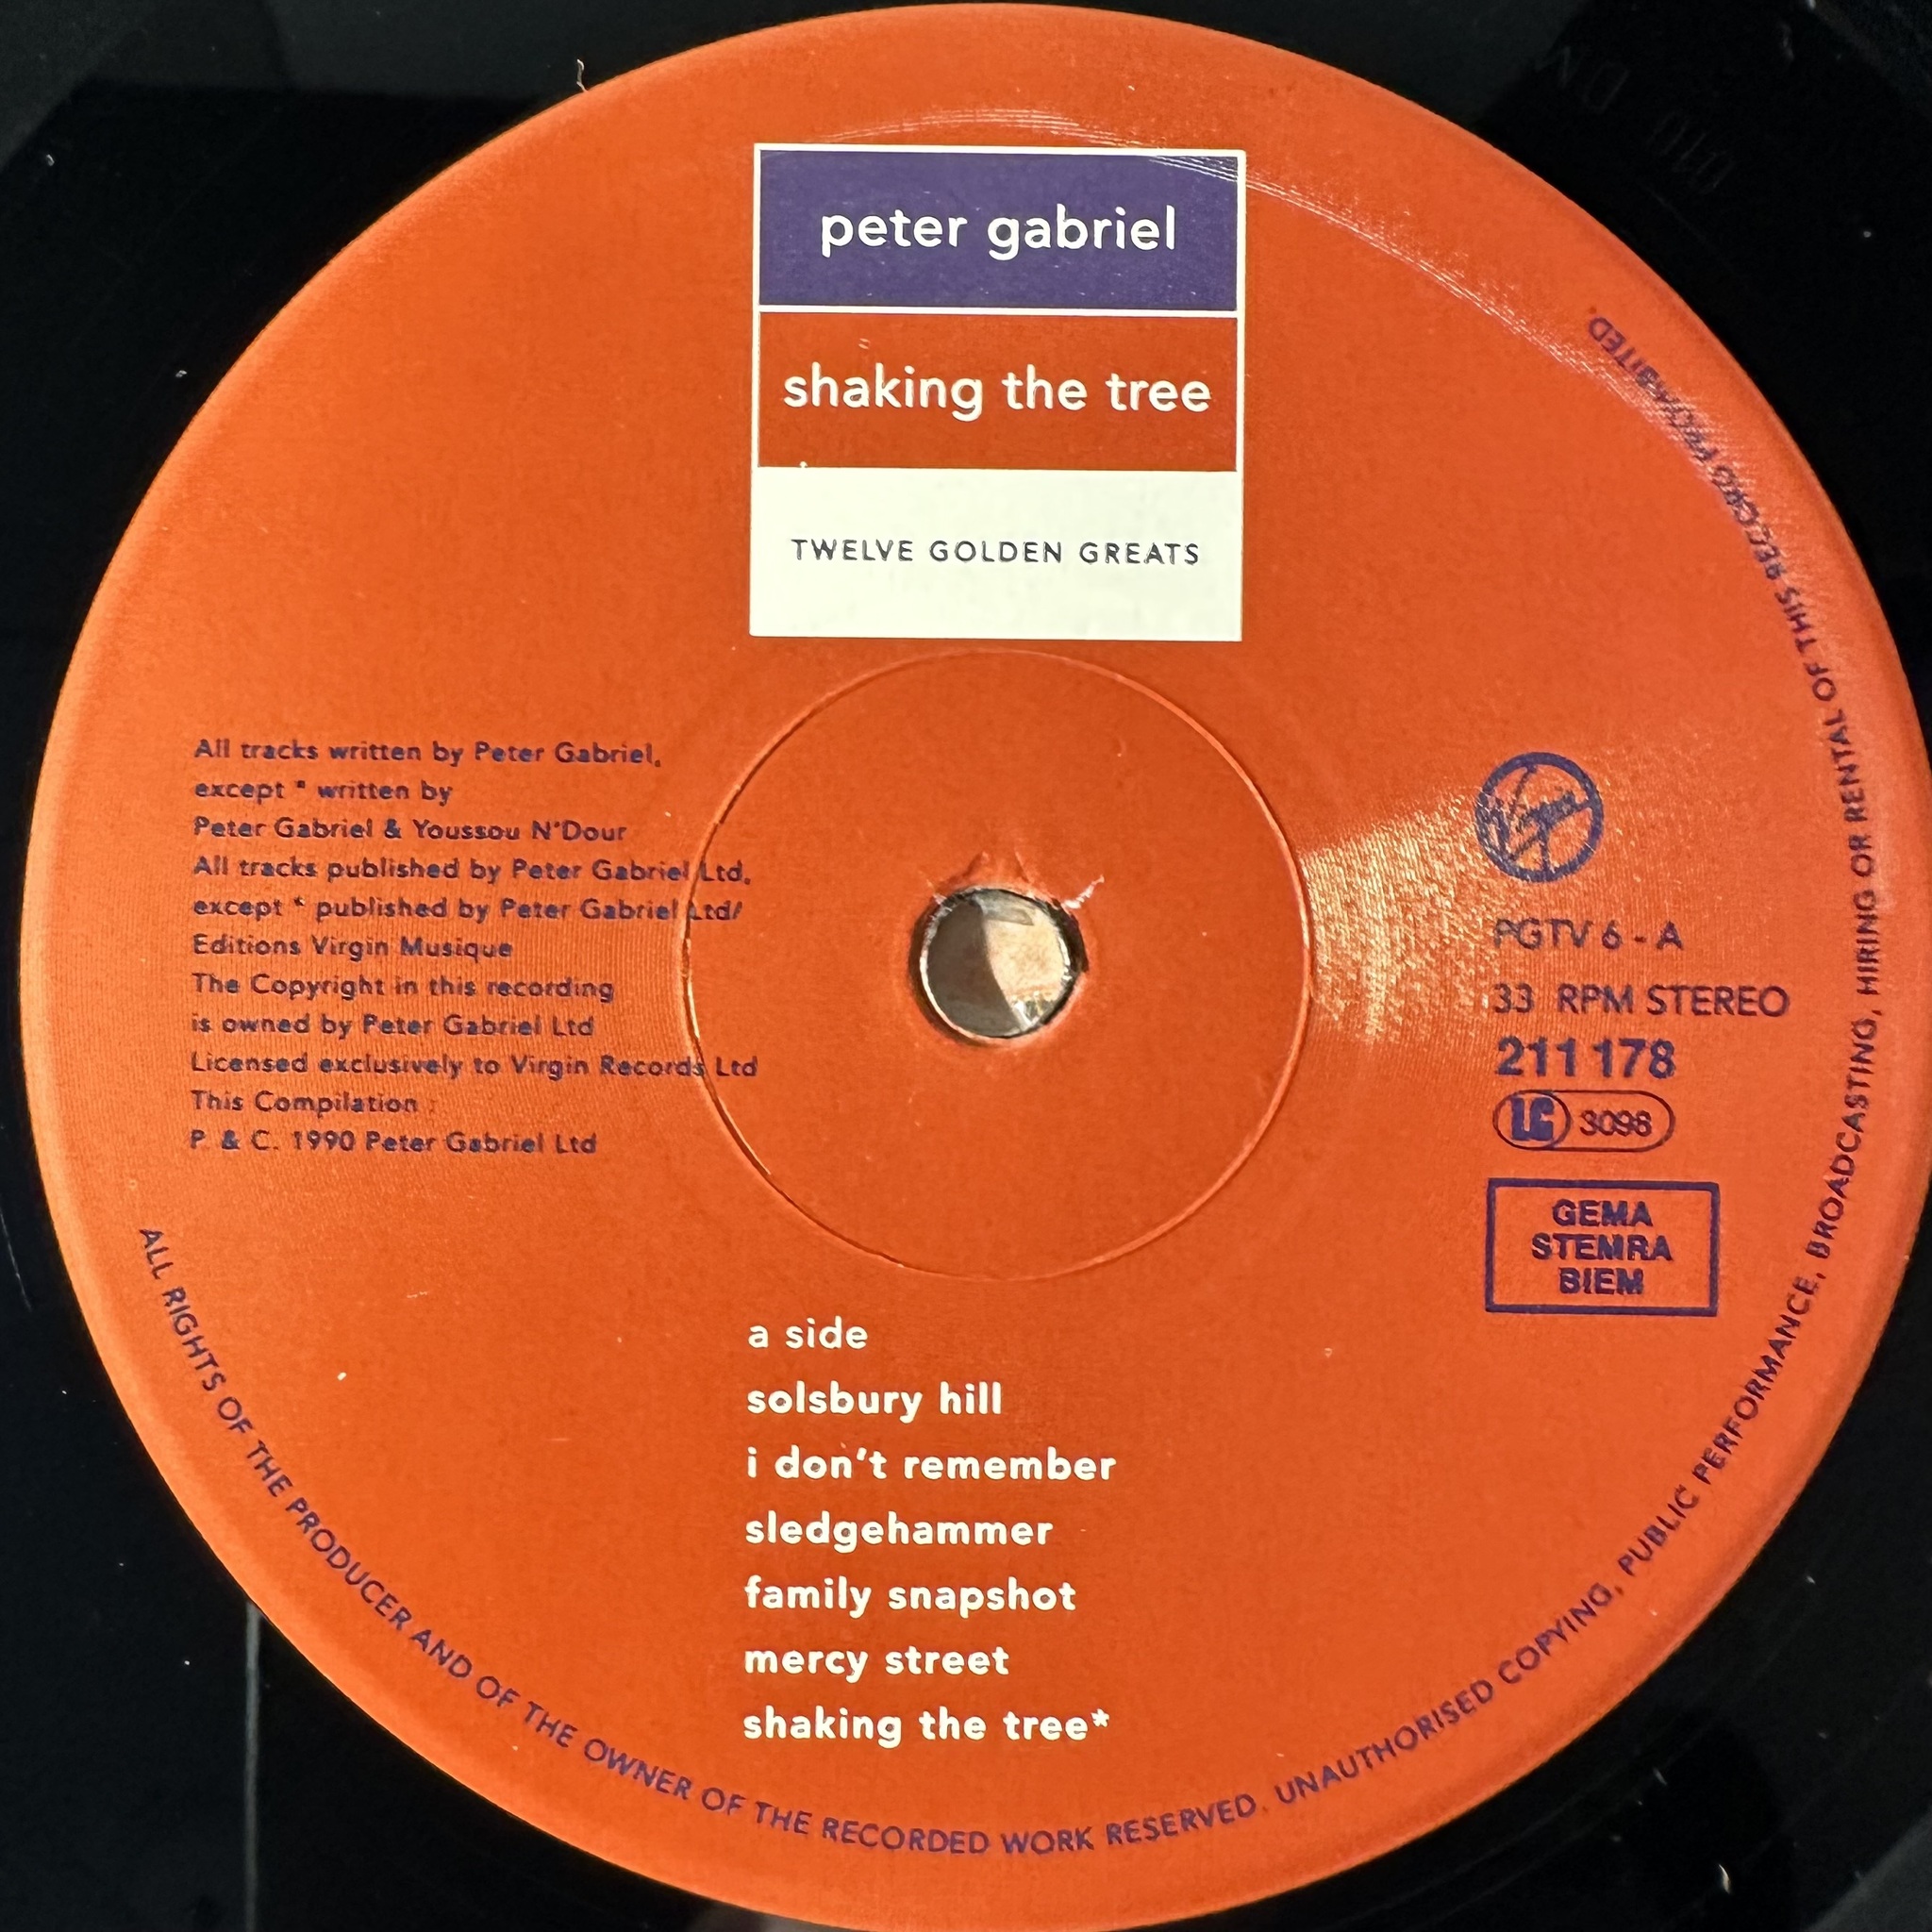 peter gabriel
shaking the tree
TWELVE GOLDEN GREATS
All tracks written by Peter Gabriel,
except * written by
Peter Gabriel & Youssou N'Dour
All tracks published by Peter Gabriel Ltd,
except * published by Peter Gabriel Ltd/
Editions Virgin Musique
The Copyright in this recording
is owned by Peter Gabriel Ltd
Licensed exclusively to Virgin Records Ltd
This Compilation :
P. & C. 1990 Peter Gabriel Ltd
Virgin
PGTV 6 - A
33 RPM STEREO
211 178
LC 3098
GEMA
STEMRA
BIEM
a side
solsbury hill
i don't remember
sledgehammer
family snapshot
mercy street
shaking the tree*
ALL RIGHTS OF THE PRODUCER AND OF THE OWNER OF THE RECORDED WORK RESERVED. UNAUTHORISED COPYING, PUBLIC PERFORMANCE, BROADCASTING, HIRING OR RENTAL OF THIS RECORD PROHIBITED.